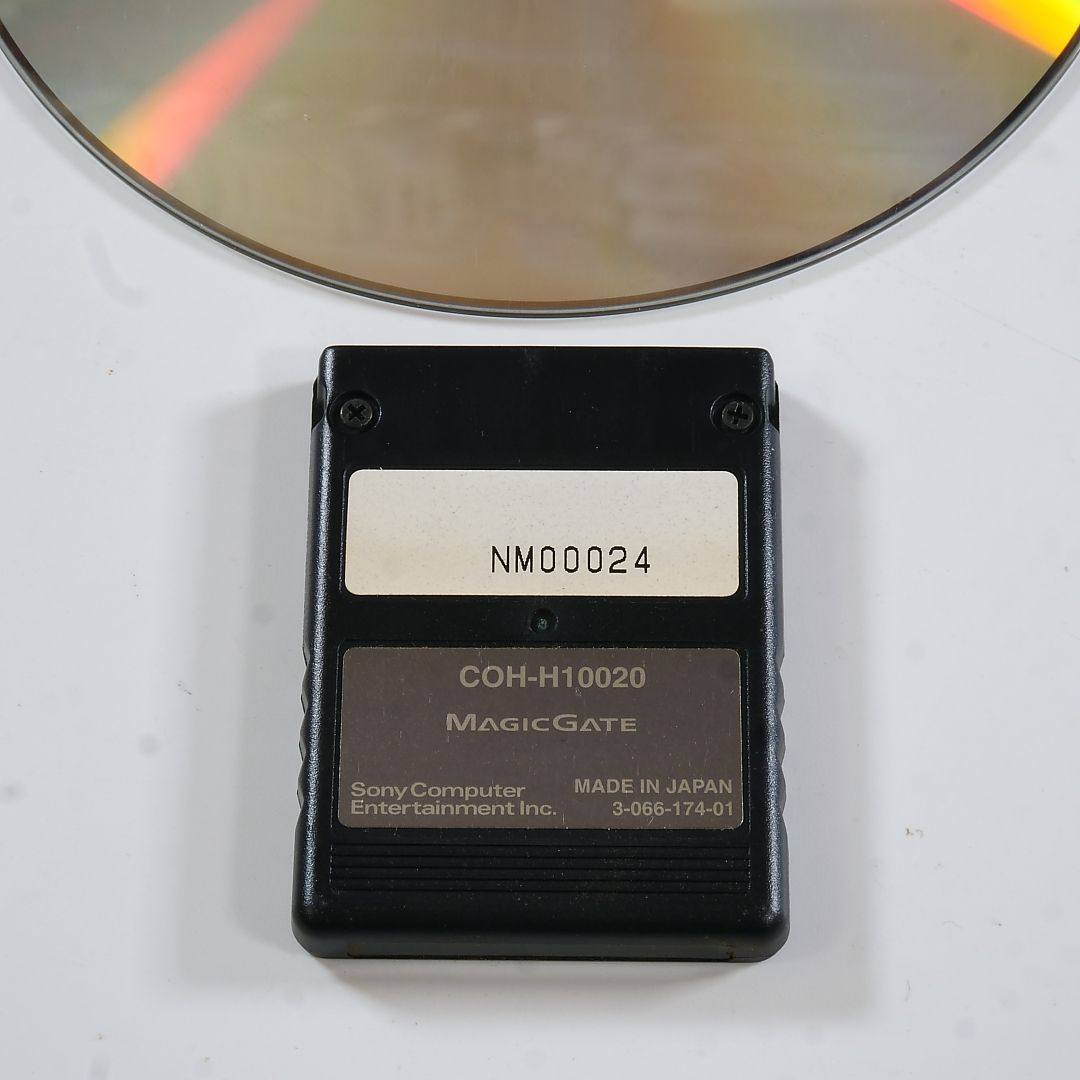 NM00024
COH-H10020
MAGICGATE
Sony Computer
Entertainment Inc.
MADE IN JAPAN
3-066-174-01